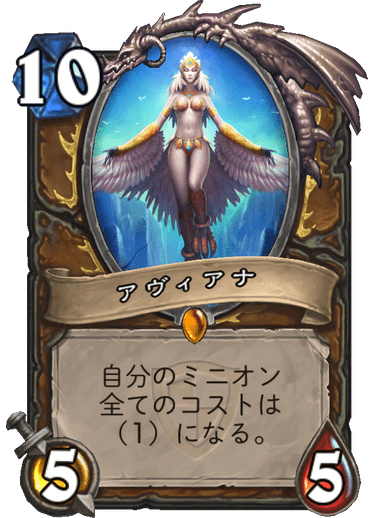 10
アヴィアナ
自分のミニオン
全てのコストは
（1）になる。
5
5